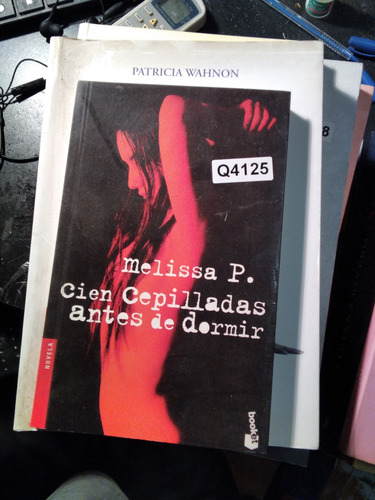 PATRICIA WAHNON
8
Q4125
melissa P.
Cien Cepilladas
antes de dormir
NOVELA
booket